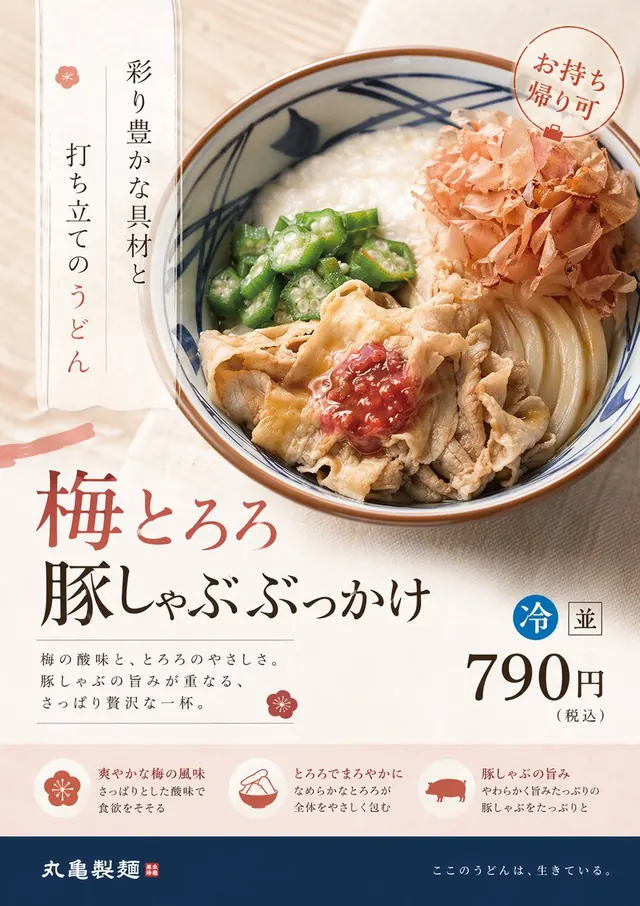 彩り豊かな具材と
打ち立てのうどん
お持ち
帰り可
梅とろろ
豚しゃぶぶっかけ
梅の酸味と、とろろのやさしさ。
豚しゃぶの旨みが重なる、
さっぱり贅沢な一杯。
冷 並
790円
(税込)
爽やかな梅の風味
さっぱりとした酸味で
食欲をそそる
とろろでまろやかに
なめらかなとろろが
全体をやさしく包む
豚しゃぶの旨み
やわらかく旨みたっぷりの
豚しゃぶをたっぷりと
丸亀製麺
ここのうどんは、生きている。